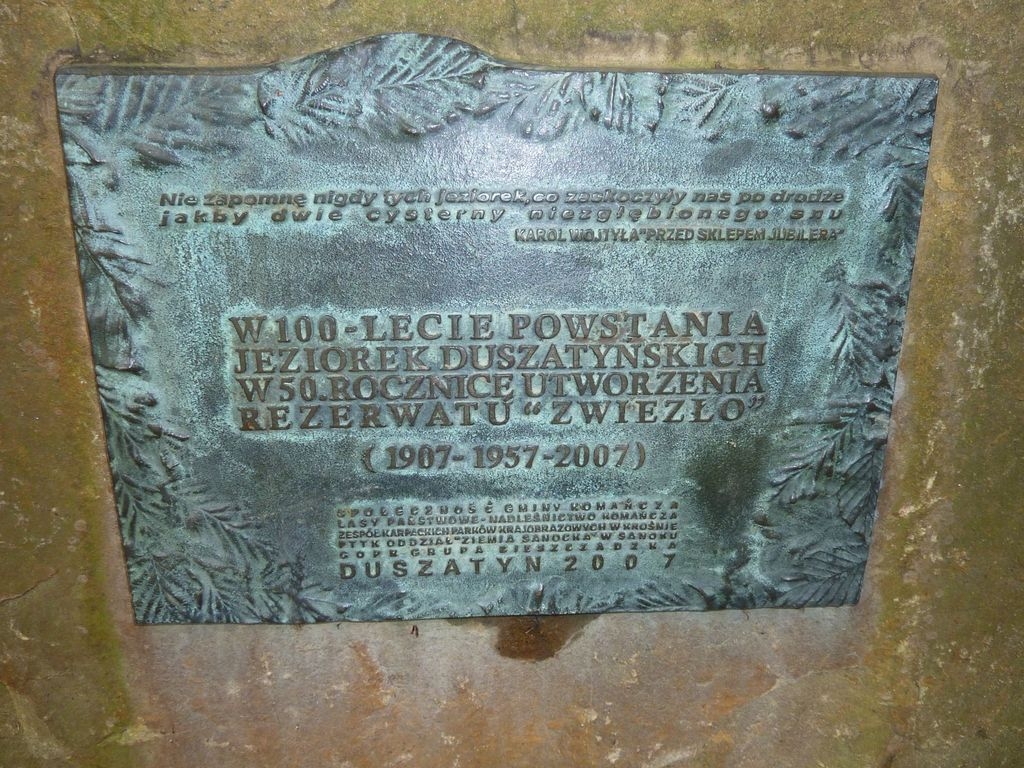 Nie zapomnę nigdy tych jeziorek, co zaskoczyły nas po drodze
jakby dwie cysterny niezgłębionego snu
KAROL WOJTYŁA "PRZED SKLEPEM JUBILERA"
W 100-LECIE POWSTANIA
JEZIOREK DUSZATYŃSKICH
W 50. ROCZNICĘ UTWORZENIA
REZERWATU “ZWIEZŁO”
(1907-1957-2007)
SPOŁECZNOŚĆ GMINY KOMAŃCZA
LASY PAŃSTWOWE - NADLEŚNICTWO KOMAŃCZA
ZESPÓŁ KARPACKICH PARKÓW KRAJOBRAZOWYCH W KROŚNIE
PTTK ODDZIAŁ "ZIEMIA SANOCKA" W SANOKU
GOPR GRUPA BIESZCZADZKA
DUSZATYN 2007